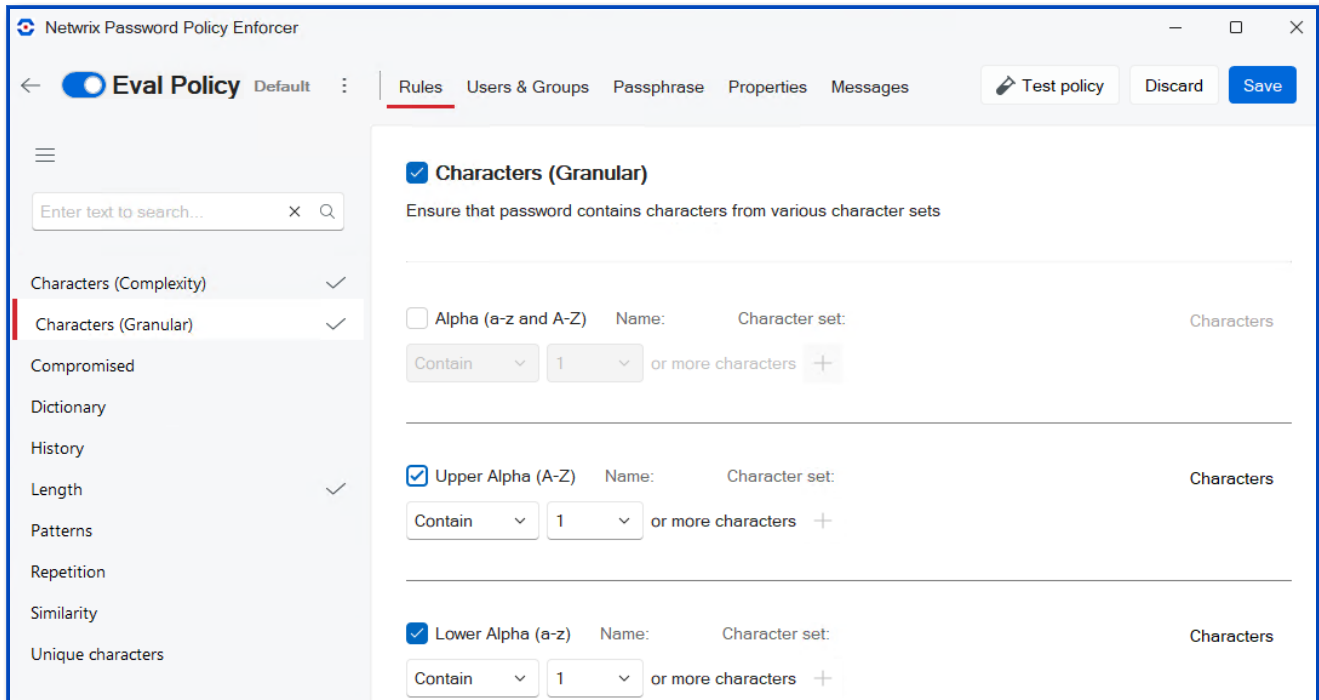 Netwrix Password Policy Enforcer
Eval Policy Default Rules Users & Groups Passphrase Properties Messages Test policy Discard Save
Enter text to search...
Characters (Complexity)
Characters (Granular)
Compromised
Dictionary
History
Length
Patterns
Repetition
Similarity
Unique characters
Characters (Granular)
Ensure that password contains characters from various character sets
Alpha (a-z and A-Z) Name: Character set: Characters
Contain 1 or more characters
Upper Alpha (A-Z) Name: Character set: Characters
Contain 1 or more characters
Lower Alpha (a-z) Name: Character set: Characters
Contain 1 or more characters